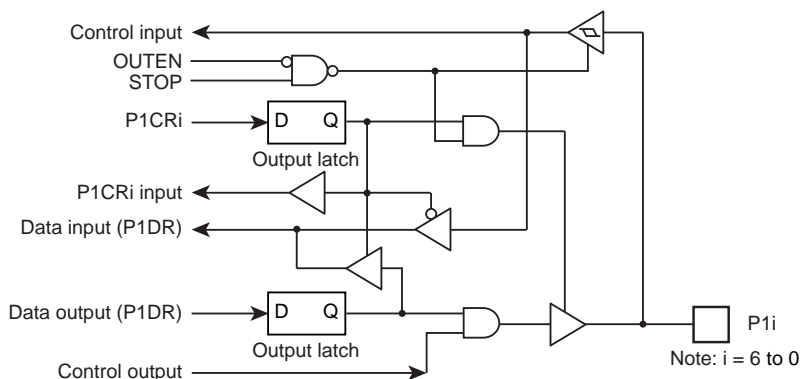 Control input
OUTEN
STOP
P1CRi
D Q
Output latch
P1CRi input
Data input (P1DR)
Data output (P1DR)
D Q
Output latch
P1i
Note: i = 6 to 0
Control output